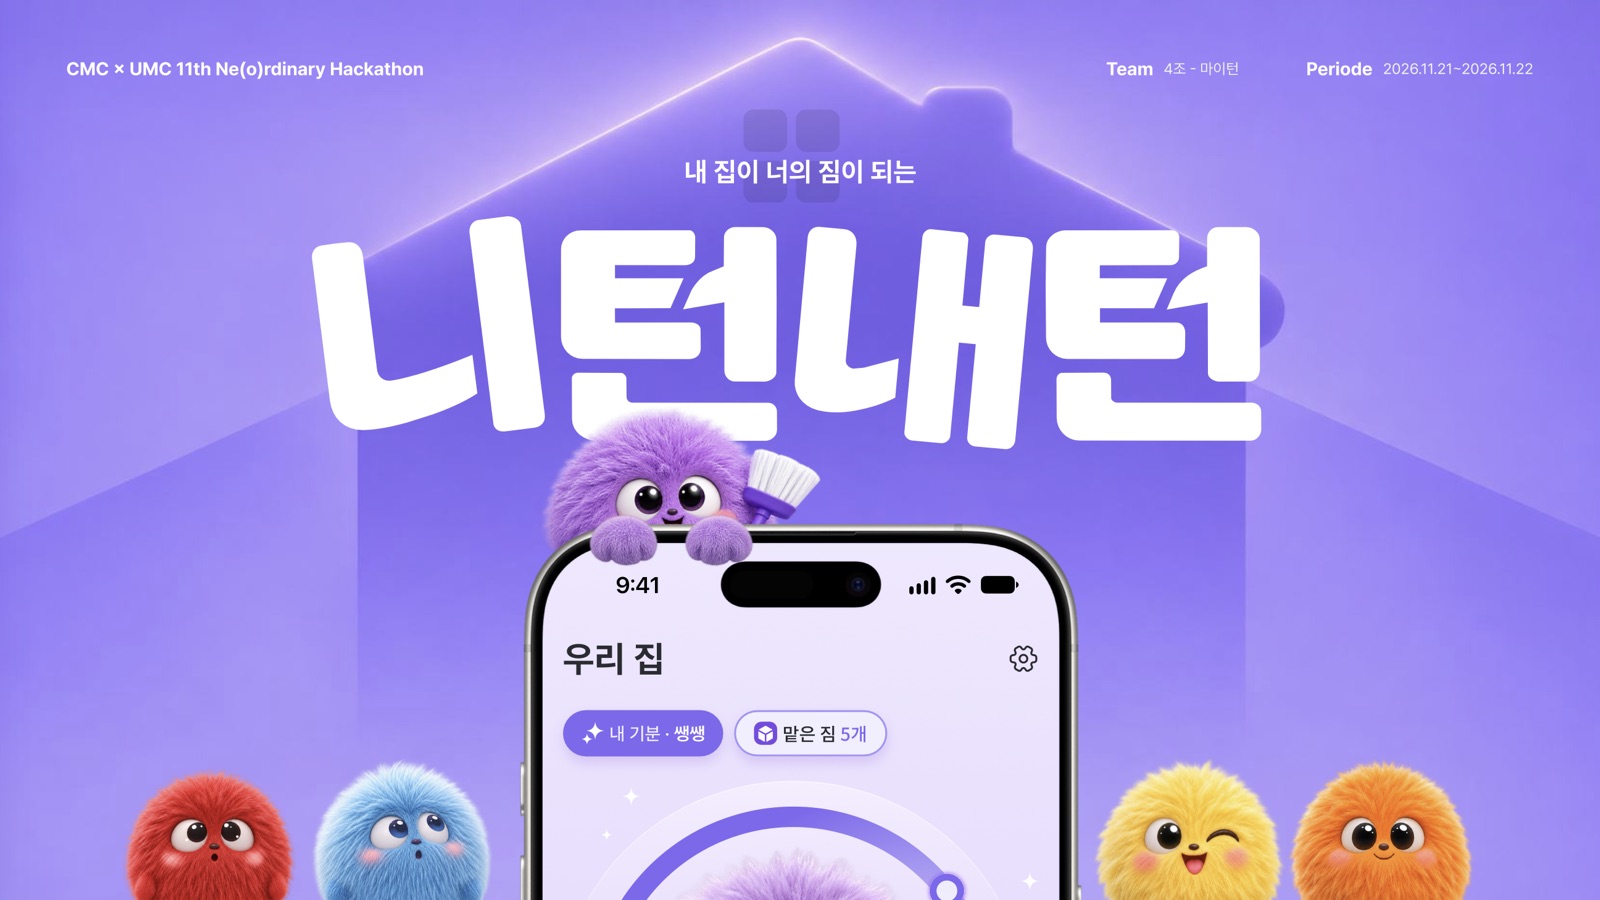 CMC × UMC 11th Ne(o)rdinary Hackathon
Team 4조 - 마이턴
Periode 2026.11.21~2026.11.22
내 집이 너의 짐이 되는
니턴내턴
9:41
우리 집
내 기분 · 쌩쌩
맡은 짐 5개